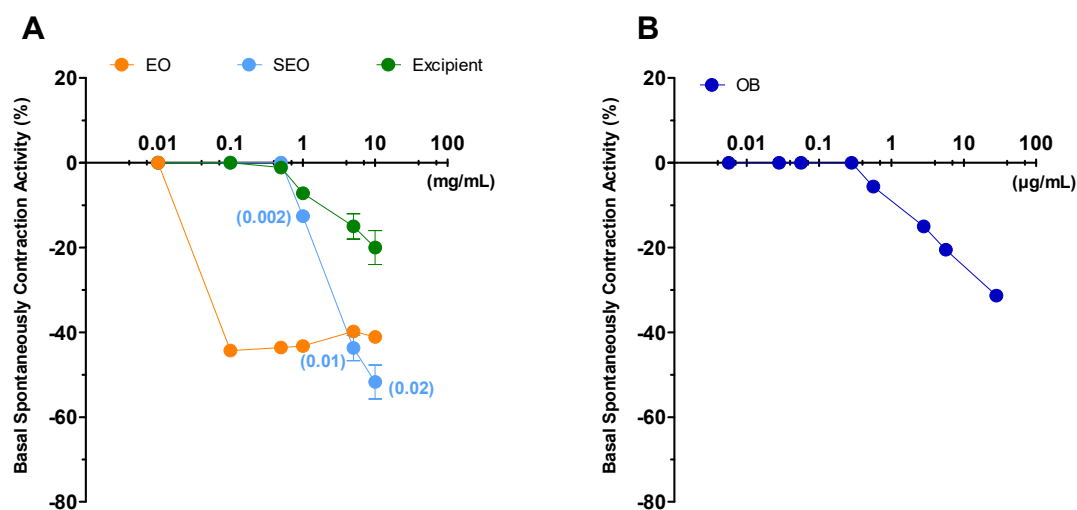 A
EO SEO Excipient
Basal Spontaneously Contraction Activity (%)
20
0
-20
-40
-60
-80
0.01 0.1 1 10 100
(mg/mL)
(0.002)
(0.01)
(0.02)
B
OB
Basal Spontaneously Contraction Activity (%)
20
0
-20
-40
-60
-80
0.01 0.1 1 10 100
(µg/mL)